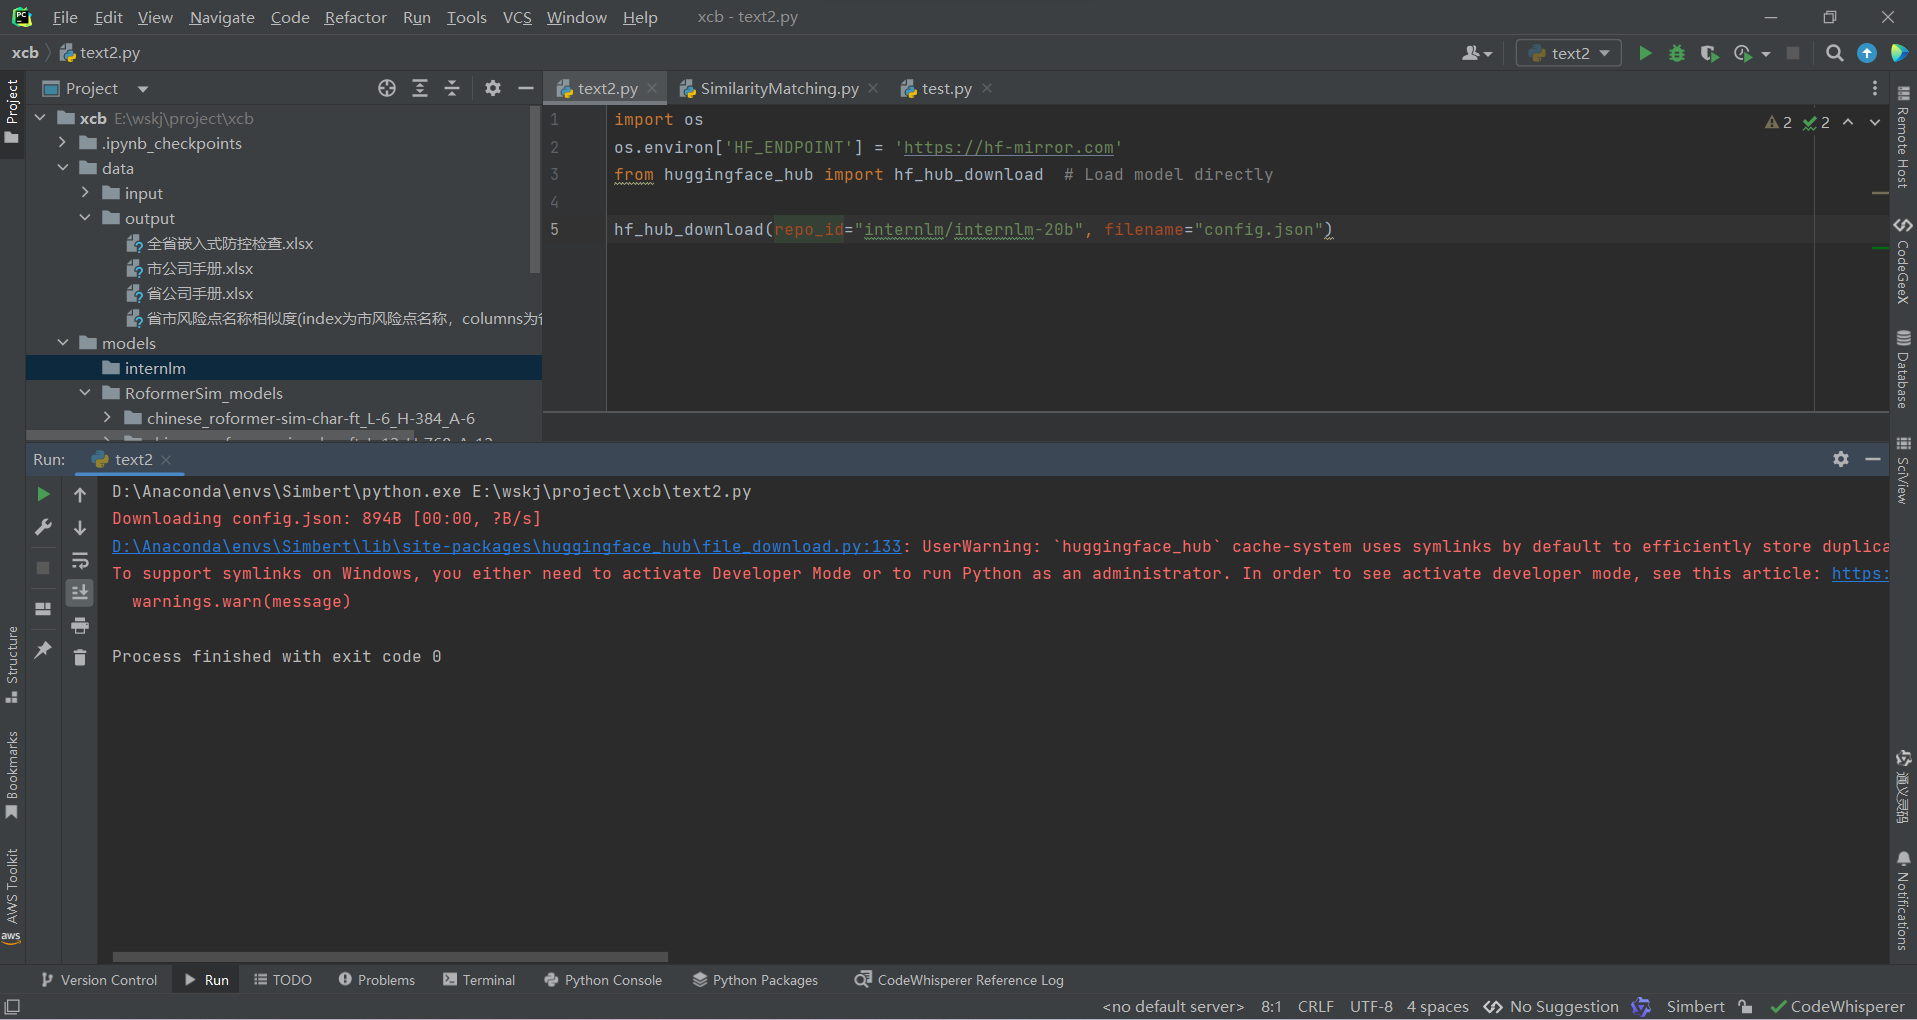 File Edit View Navigate Code Refactor Run Tools VCS Window Help xcb - text2.py
xcb text2.py
text2
Project
text2.py
SimilarityMatching.py
test.py
xcb E:\wskj\project\xcb
.ipynb_checkpoints
data
input
output
全省嵌入式防控检查.xlsx
市公司手册.xlsx
省公司手册.xlsx
省市风险点名称相似度(index为市风险点名称，columns为
models
internlm
RoformerSim_models
chinese_roformer-sim-char-ft_L-6_H-384_A-6
1 import os
2 os.environ['HF_ENDPOINT'] = 'https://hf-mirror.com'
3 from huggingface_hub import hf_hub_download  # Load model directly
4
5 hf_hub_download(repo_id="internlm/internlm-20b", filename="config.json")
2 2
Run: text2
D:\Anaconda\envs\Simbert\python.exe E:\wskj\project\xcb\text2.py
Downloading config.json: 894B [00:00, ?B/s]
D:\Anaconda\envs\Simbert\lib\site-packages\huggingface_hub\file_download.py:133: UserWarning: `huggingface_hub` cache-system uses symlinks by default to efficiently store duplica
To support symlinks on Windows, you either need to activate Developer Mode or to run Python as an administrator. In order to see activate developer mode, see this article: https:
warnings.warn(message)
Process finished with exit code 0
Project
Structure
Bookmarks
AWS Toolkit
aws
Remote Host
CodeGeeX
Database
SciView
通义灵码
Notifications
Version Control Run TODO Problems Terminal Python Console Python Packages CodeWhisperer Reference Log
<no default server> 8:1 CRLF UTF-8 4 spaces No Suggestion Simbert CodeWhisperer